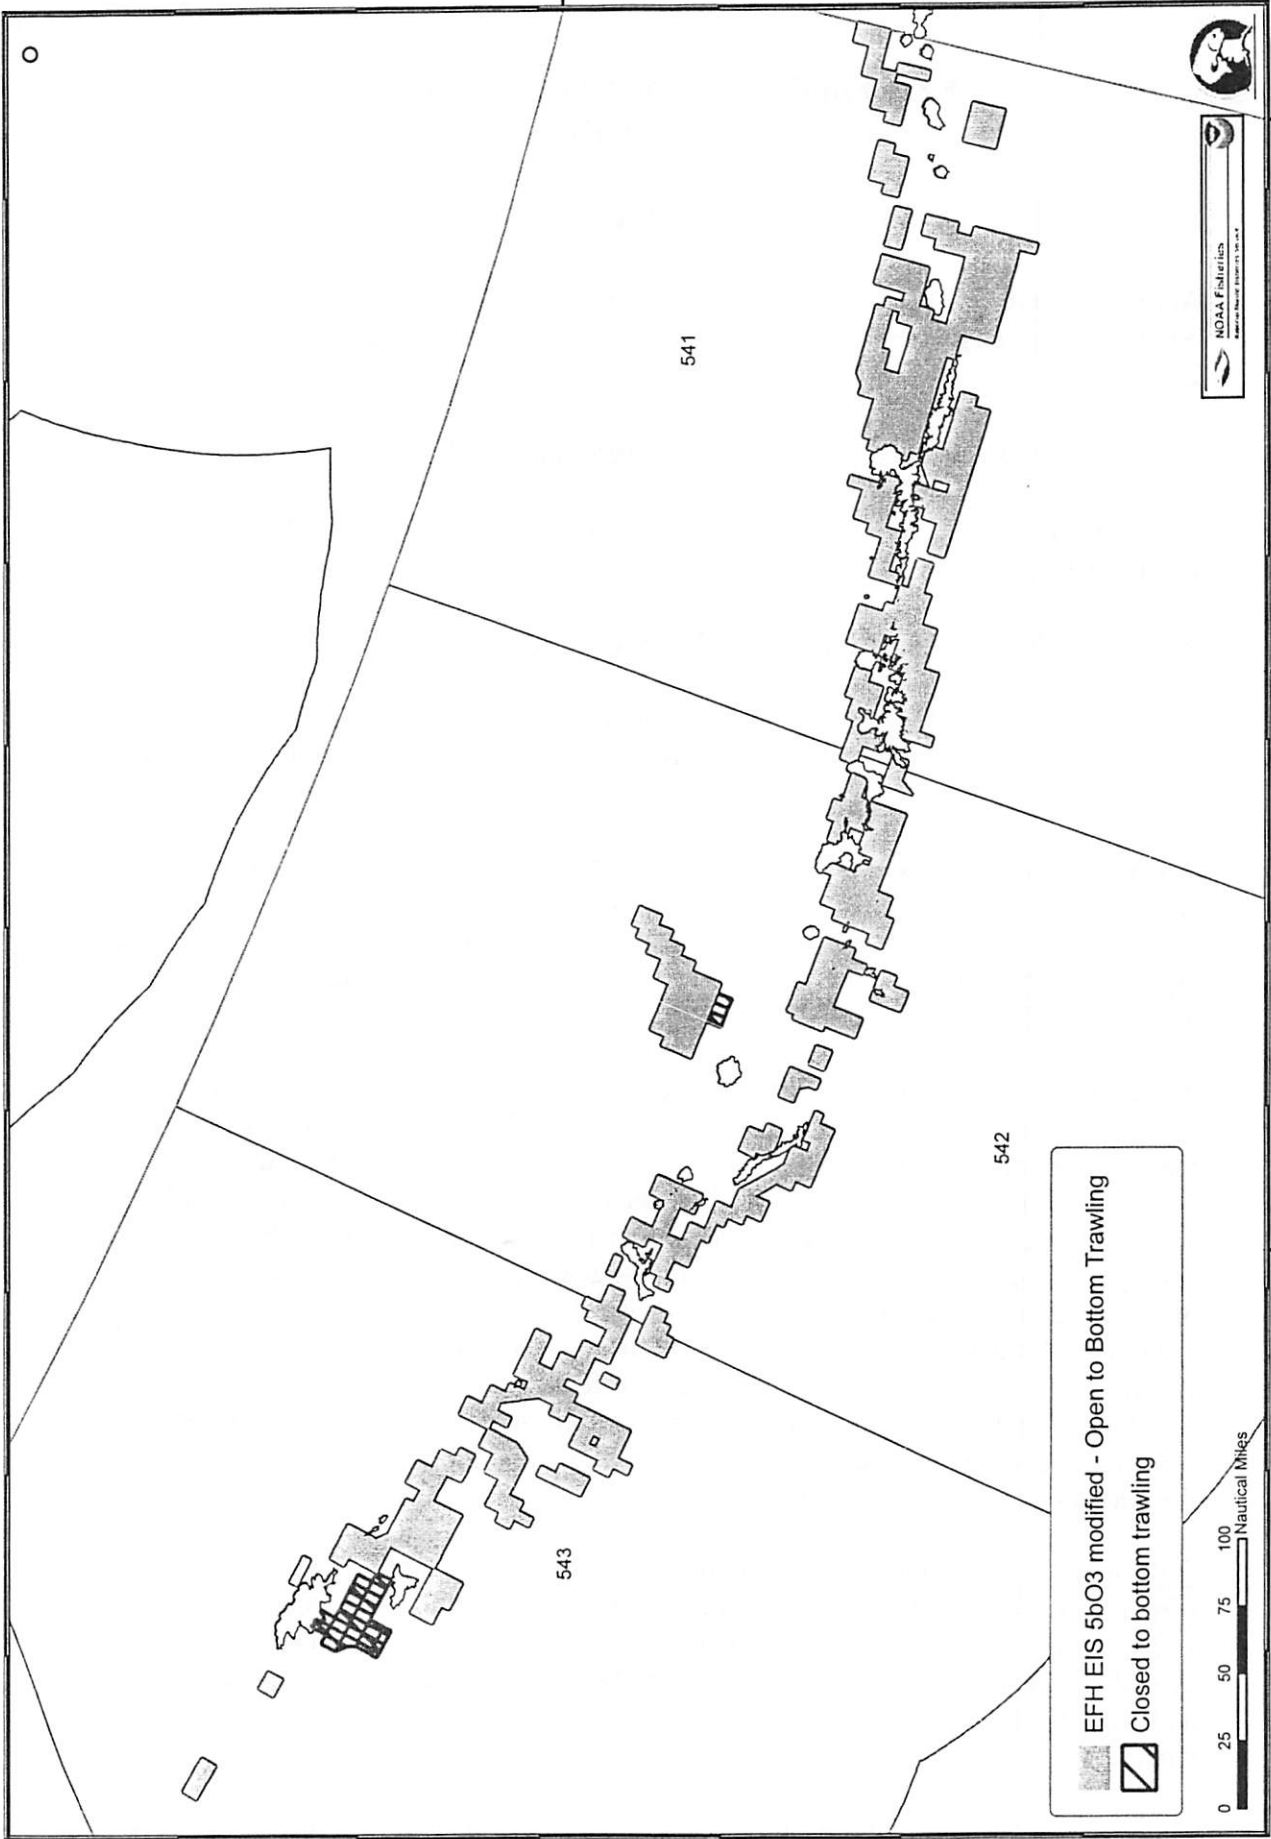 541
542
543
EFH EIS 5bO3 modified - Open to Bottom Trawling
Closed to bottom trawling
0 25 50 75 100
Nautical Miles
NOAA Fisheries